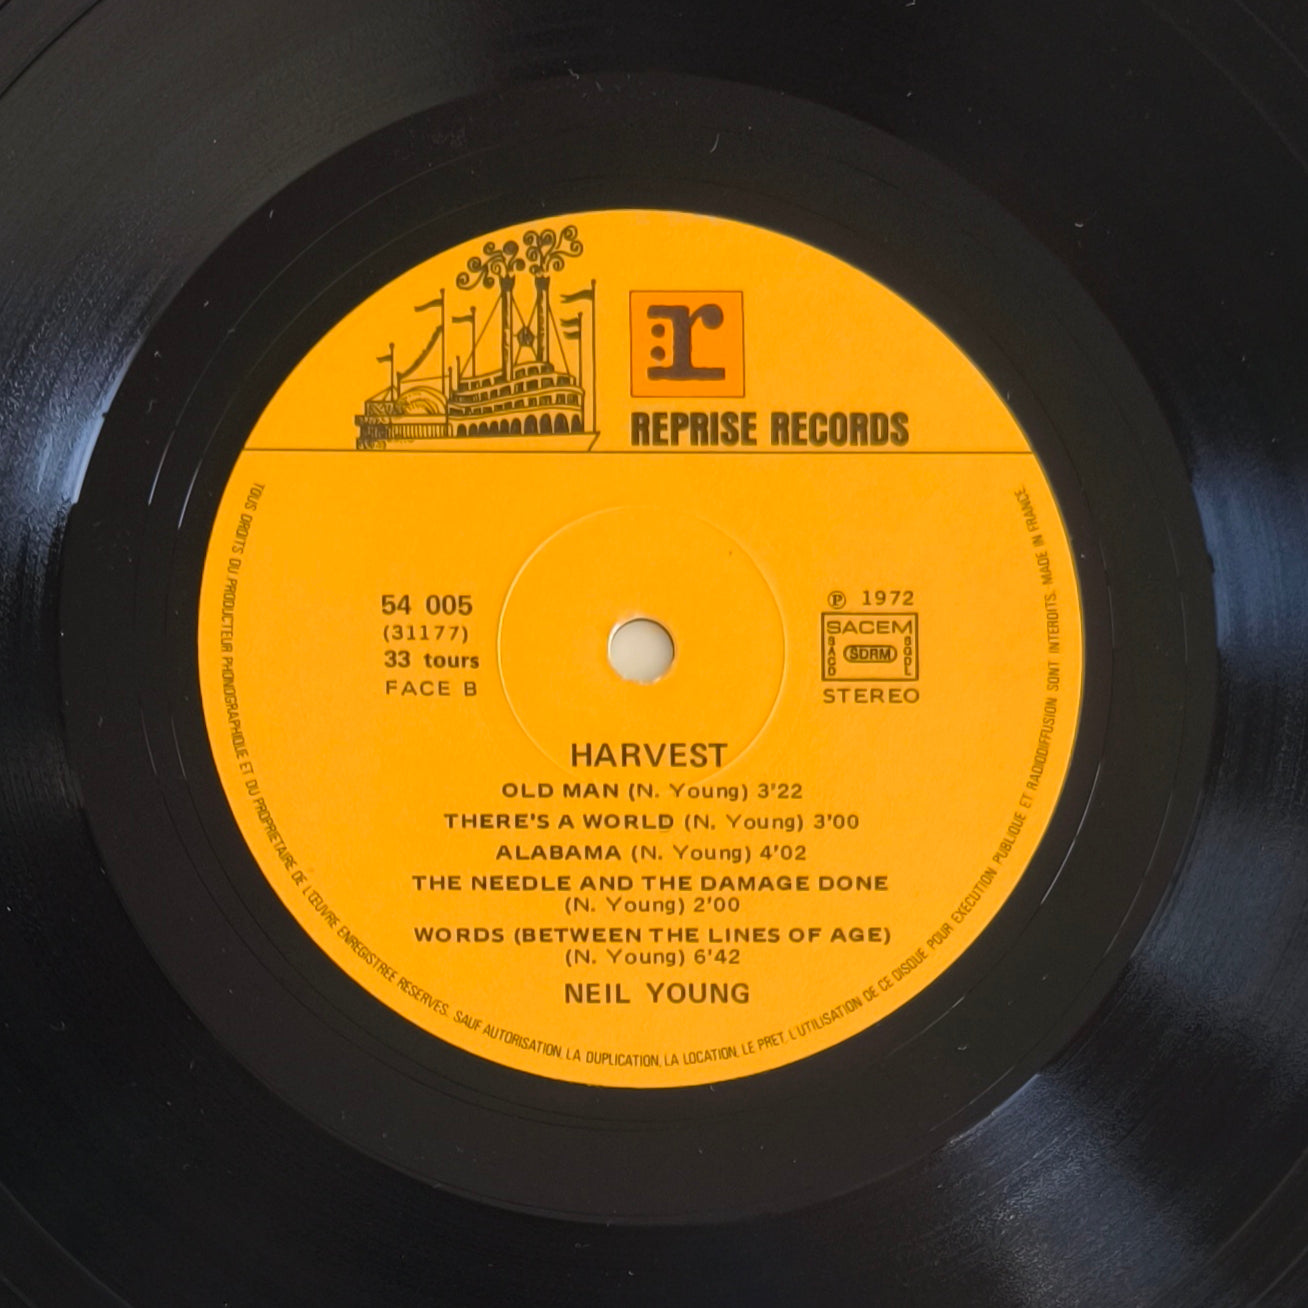 r
REPRISE RECORDS
54 005
(31177)
33 tours
FACE B
℗ 1972
SACEM
SACD
SDRM
SGDL
STEREO
HARVEST
OLD MAN (N. Young) 3'22
THERE'S A WORLD (N. Young) 3'00
ALABAMA (N. Young) 4'02
THE NEEDLE AND THE DAMAGE DONE
(N. Young) 2'00
WORDS (BETWEEN THE LINES OF AGE)
(N. Young) 6'42
NEIL YOUNG
TOUS DROITS DU PRODUCTEUR PHONOGRAPHIQUE ET DU PROPRIETAIRE DE L'ŒUVRE ENREGISTREE RESERVES. SAUF AUTORISATION, LA DUPLICATION, LA LOCATION, LE PRET, L'UTILISATION DE CE DISQUE POUR EXECUTION PUBLIQUE ET RADIODIFFUSION SONT INTERDITS. MADE IN FRANCE.